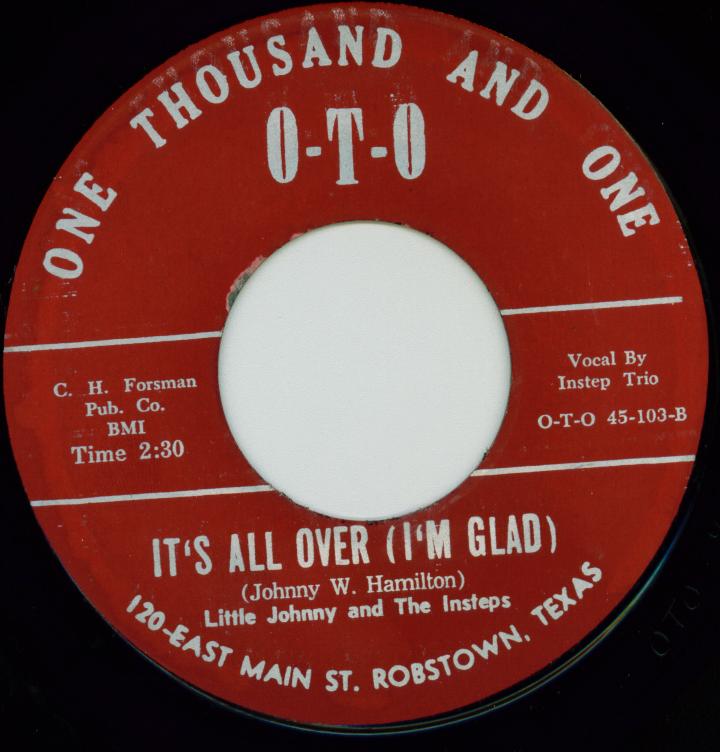 ONE THOUSAND AND ONE
O-T-O
C. H. Forsman
Pub. Co.
BMI
Time 2:30
Vocal By
Instep Trio
O-T-O 45-103-B
IT'S ALL OVER (I'M GLAD)
(Johnny W. Hamilton)
Little Johnny and The Insteps
120-EAST MAIN ST. ROBSTOWN, TEXAS
OTO